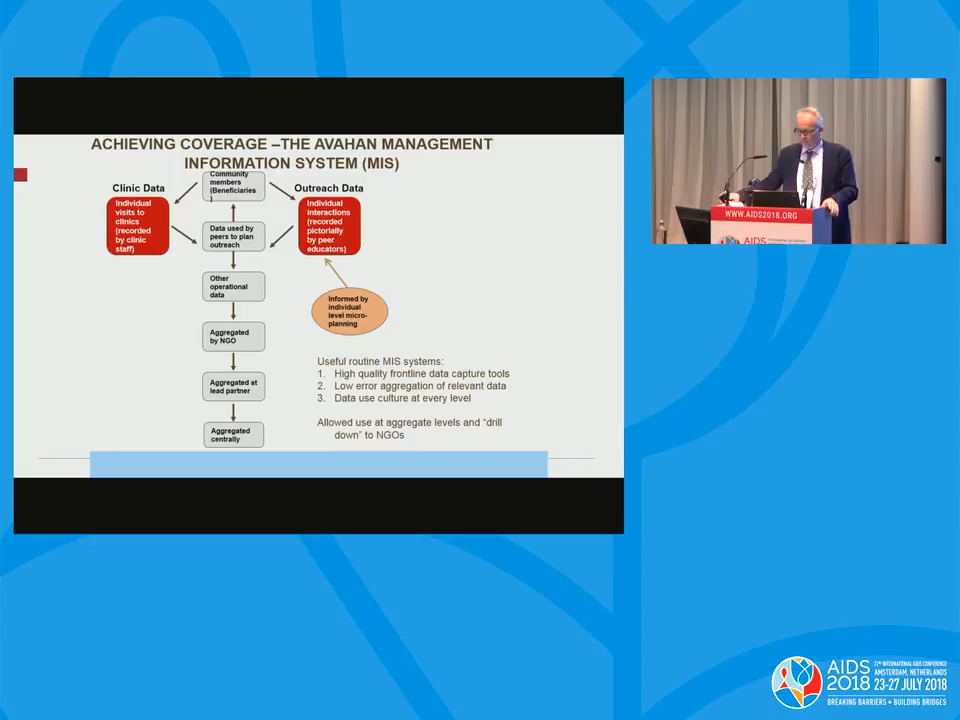 ACHIEVING COVERAGE –THE AVAHAN MANAGEMENT
INFORMATION SYSTEM (MIS)
Clinic Data
Community
members
(Beneficiaries
)
Outreach Data
Individual
visits to
clinics
(recorded
by clinic
staff)
Data used by
peers to plan
outreach
Individual
interactions
(recorded
pictorially
by peer
educators)
Other
operational
data
Informed by
individual
level micro-
planning
Aggregated
by NGO
Aggregated at
lead partner
Aggregated
centrally
Useful routine MIS systems:
1. High quality frontline data capture tools
2. Low error aggregation of relevant data
3. Data use culture at every level
Allowed use at aggregate levels and “drill
down” to NGOs
WWW.AIDS2018.ORG
AIDS
AIDS
2018
22ND INTERNATIONAL AIDS CONFERENCE
AMSTERDAM, NETHERLANDS
23-27 JULY 2018
BREAKING BARRIERS • BUILDING BRIDGES